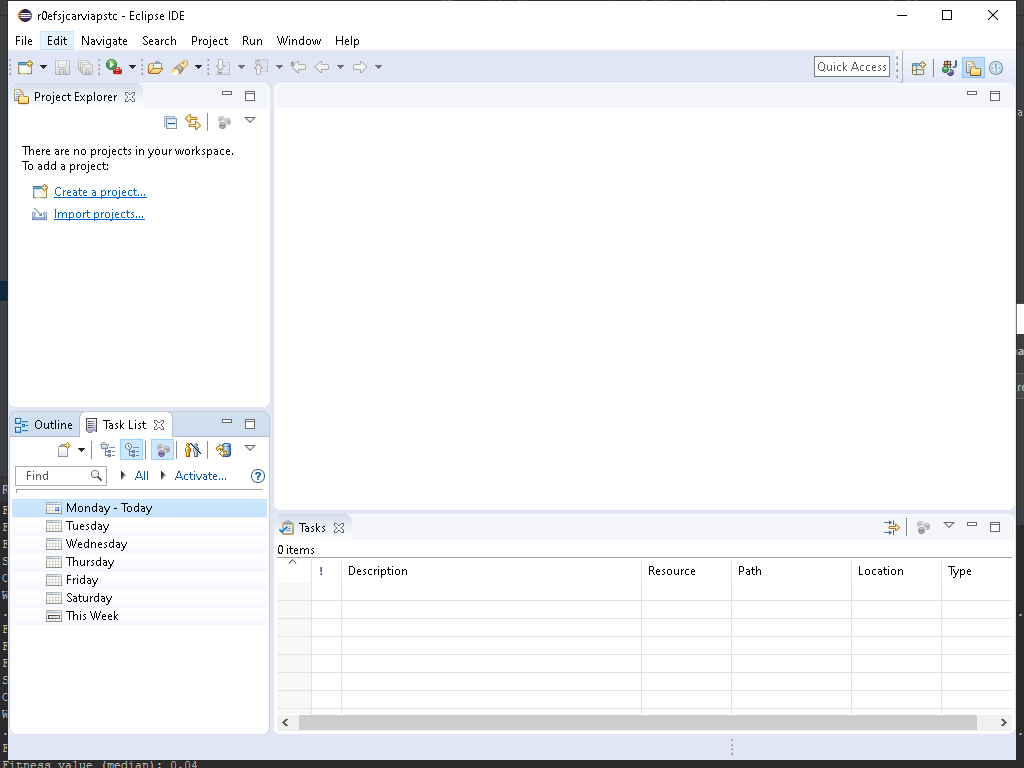 r0efsjcarviapstc - Eclipse IDE
File Edit Navigate Search Project Run Window Help
Quick Access
Project Explorer
There are no projects in your workspace.
To add a project:
Create a project...
Import projects...
Outline Task List
Find All Activate...
Monday - Today
Tuesday
Wednesday
Thursday
Friday
Saturday
This Week
Tasks
0 items
! Description Resource Path Location Type
Fitness value (median): 0.04